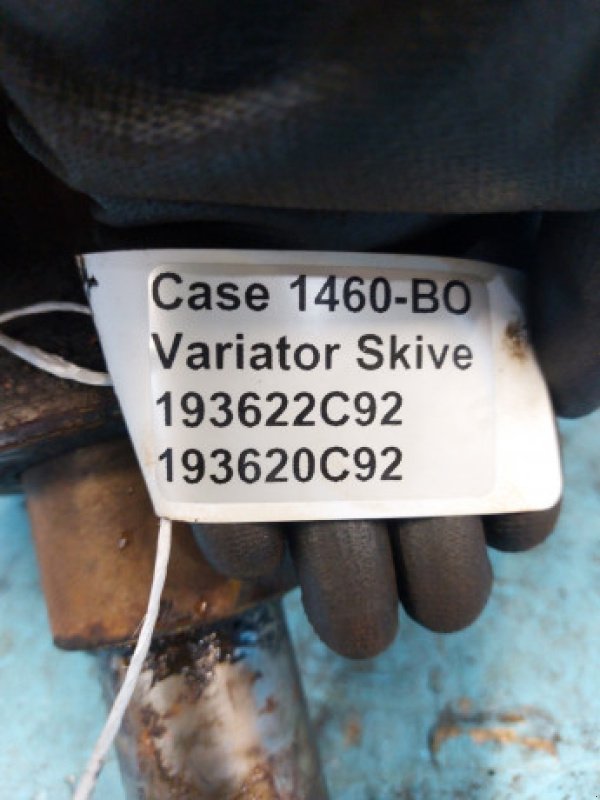 Case 1460-BO
Variator Skive
193622C92
193620C92